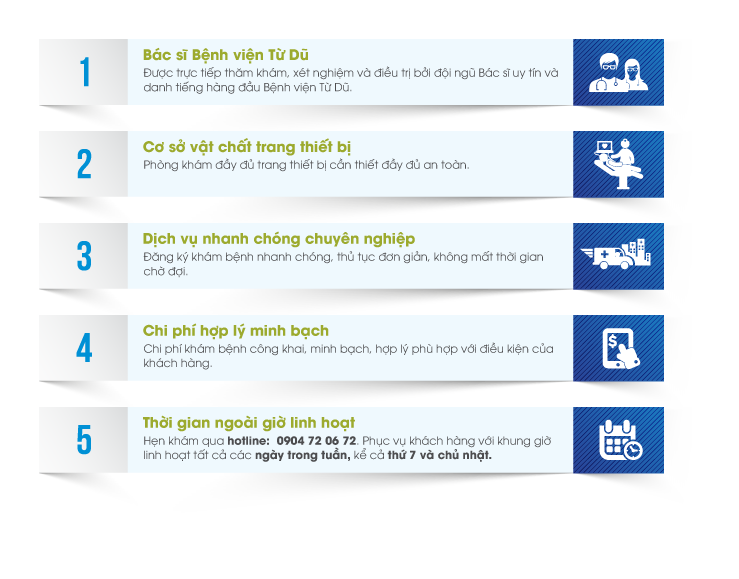 1
Bác sĩ Bệnh viện Từ Dũ
Được trực tiếp thăm khám, xét nghiệm và điều trị bởi đội ngũ Bác sĩ uy tín và
danh tiếng hàng đầu Bệnh viện Từ Dũ.
2
Cơ sở vật chất trang thiết bị
Phòng khám đầy đủ trang thiết bị cần thiết đầy đủ an toàn.
3
Dịch vụ nhanh chóng chuyên nghiệp
Đăng ký khám bệnh nhanh chóng, thủ tục đơn giản, không mất thời gian
chờ đợi.
4
Chi phí hợp lý minh bạch
Chi phí khám bệnh công khai, minh bạch, hợp lý phù hợp với điều kiện của
khách hàng.
$
5
Thời gian ngoài giờ linh hoạt
Hẹn khám qua hotline: 0904 72 06 72. Phục vụ khách hàng với khung giờ
linh hoạt tất cả các ngày trong tuần, kể cả thứ 7 và chủ nhật.